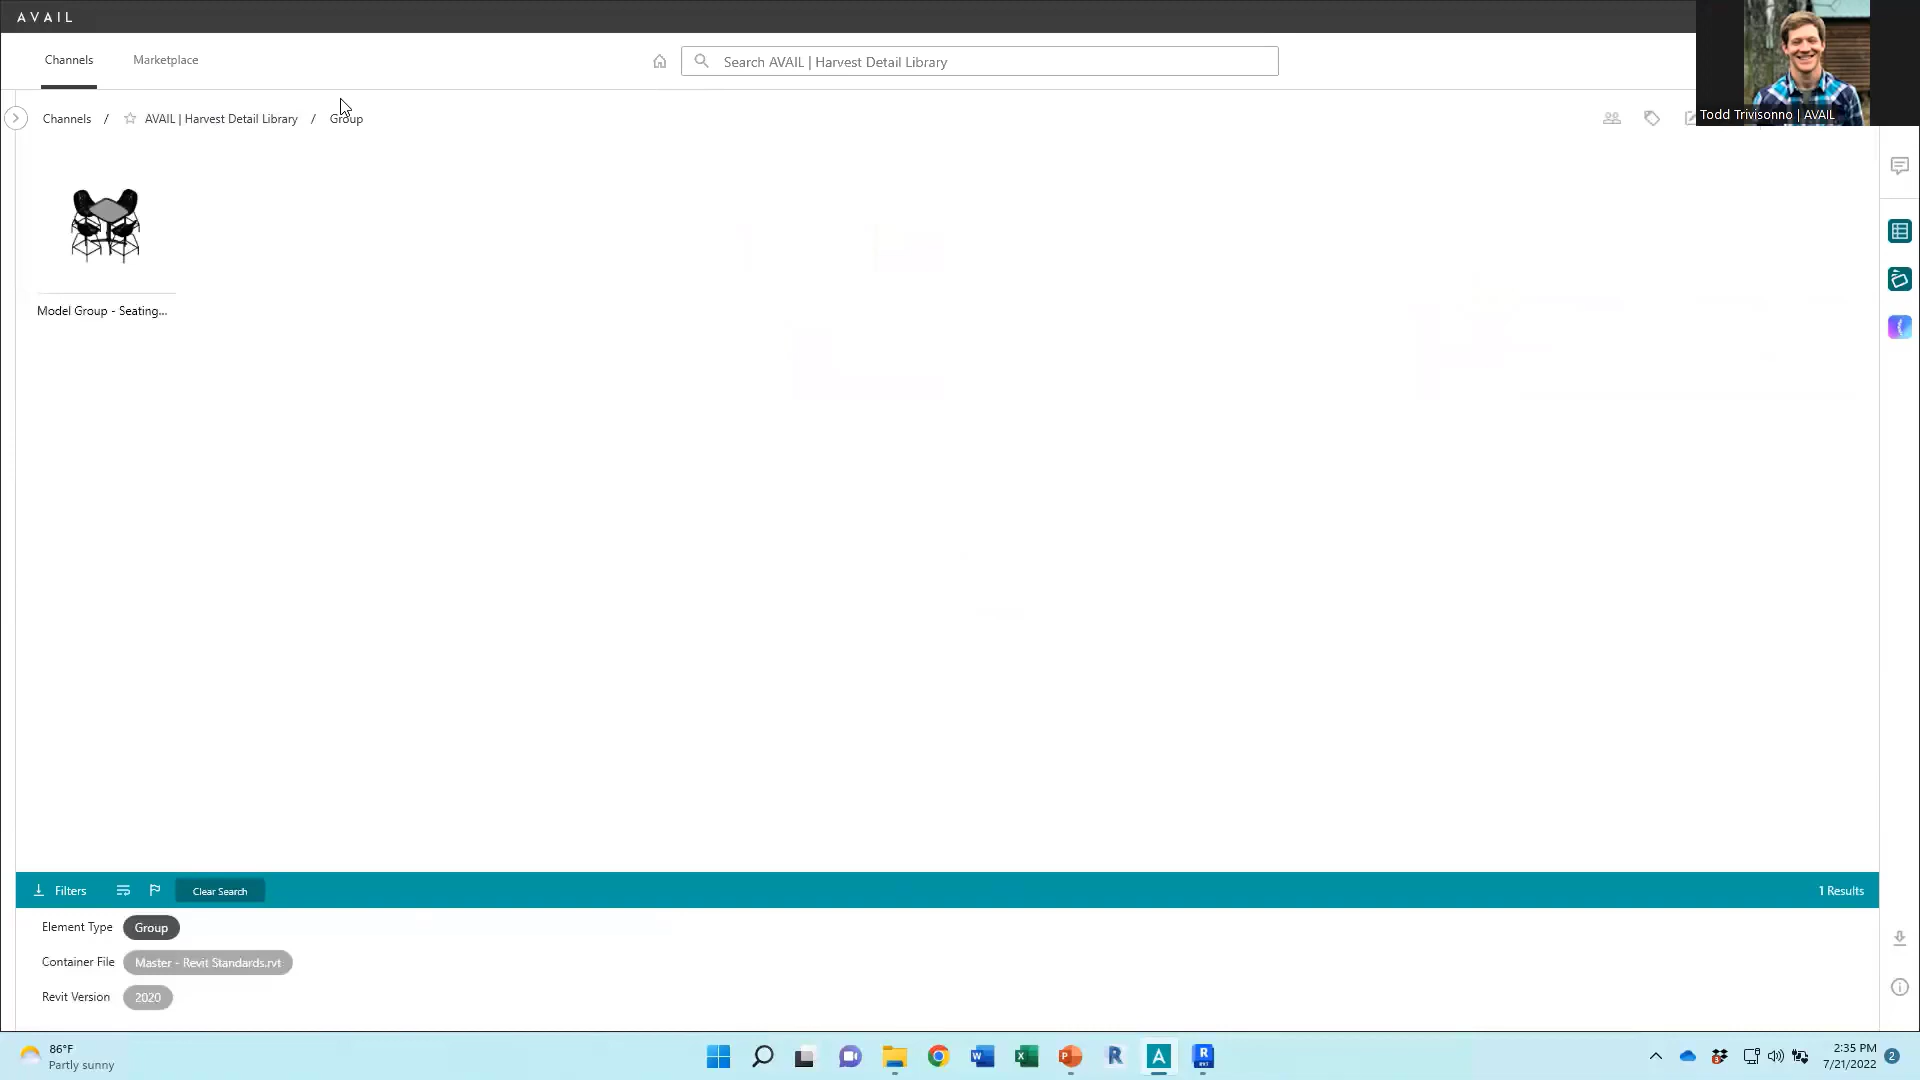 AVAIL
Channels Marketplace
Search AVAIL | Harvest Detail Library
Todd Trivisonno | AVAIL
Channels / AVAIL | Harvest Detail Library / Group
Model Group - Seating...
Filters Clear Search 1 Results
Element Type Group
Container File Master - Revit Standards.rvt
Revit Version 2020
86°F
Partly sunny
2:35 PM
7/21/2022 2